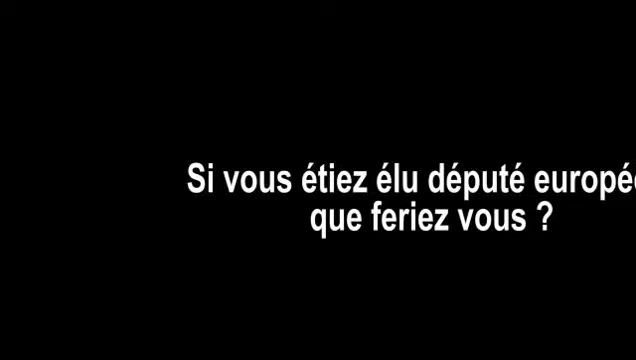 Si vous étiez élu député europé
que feriez vous ?